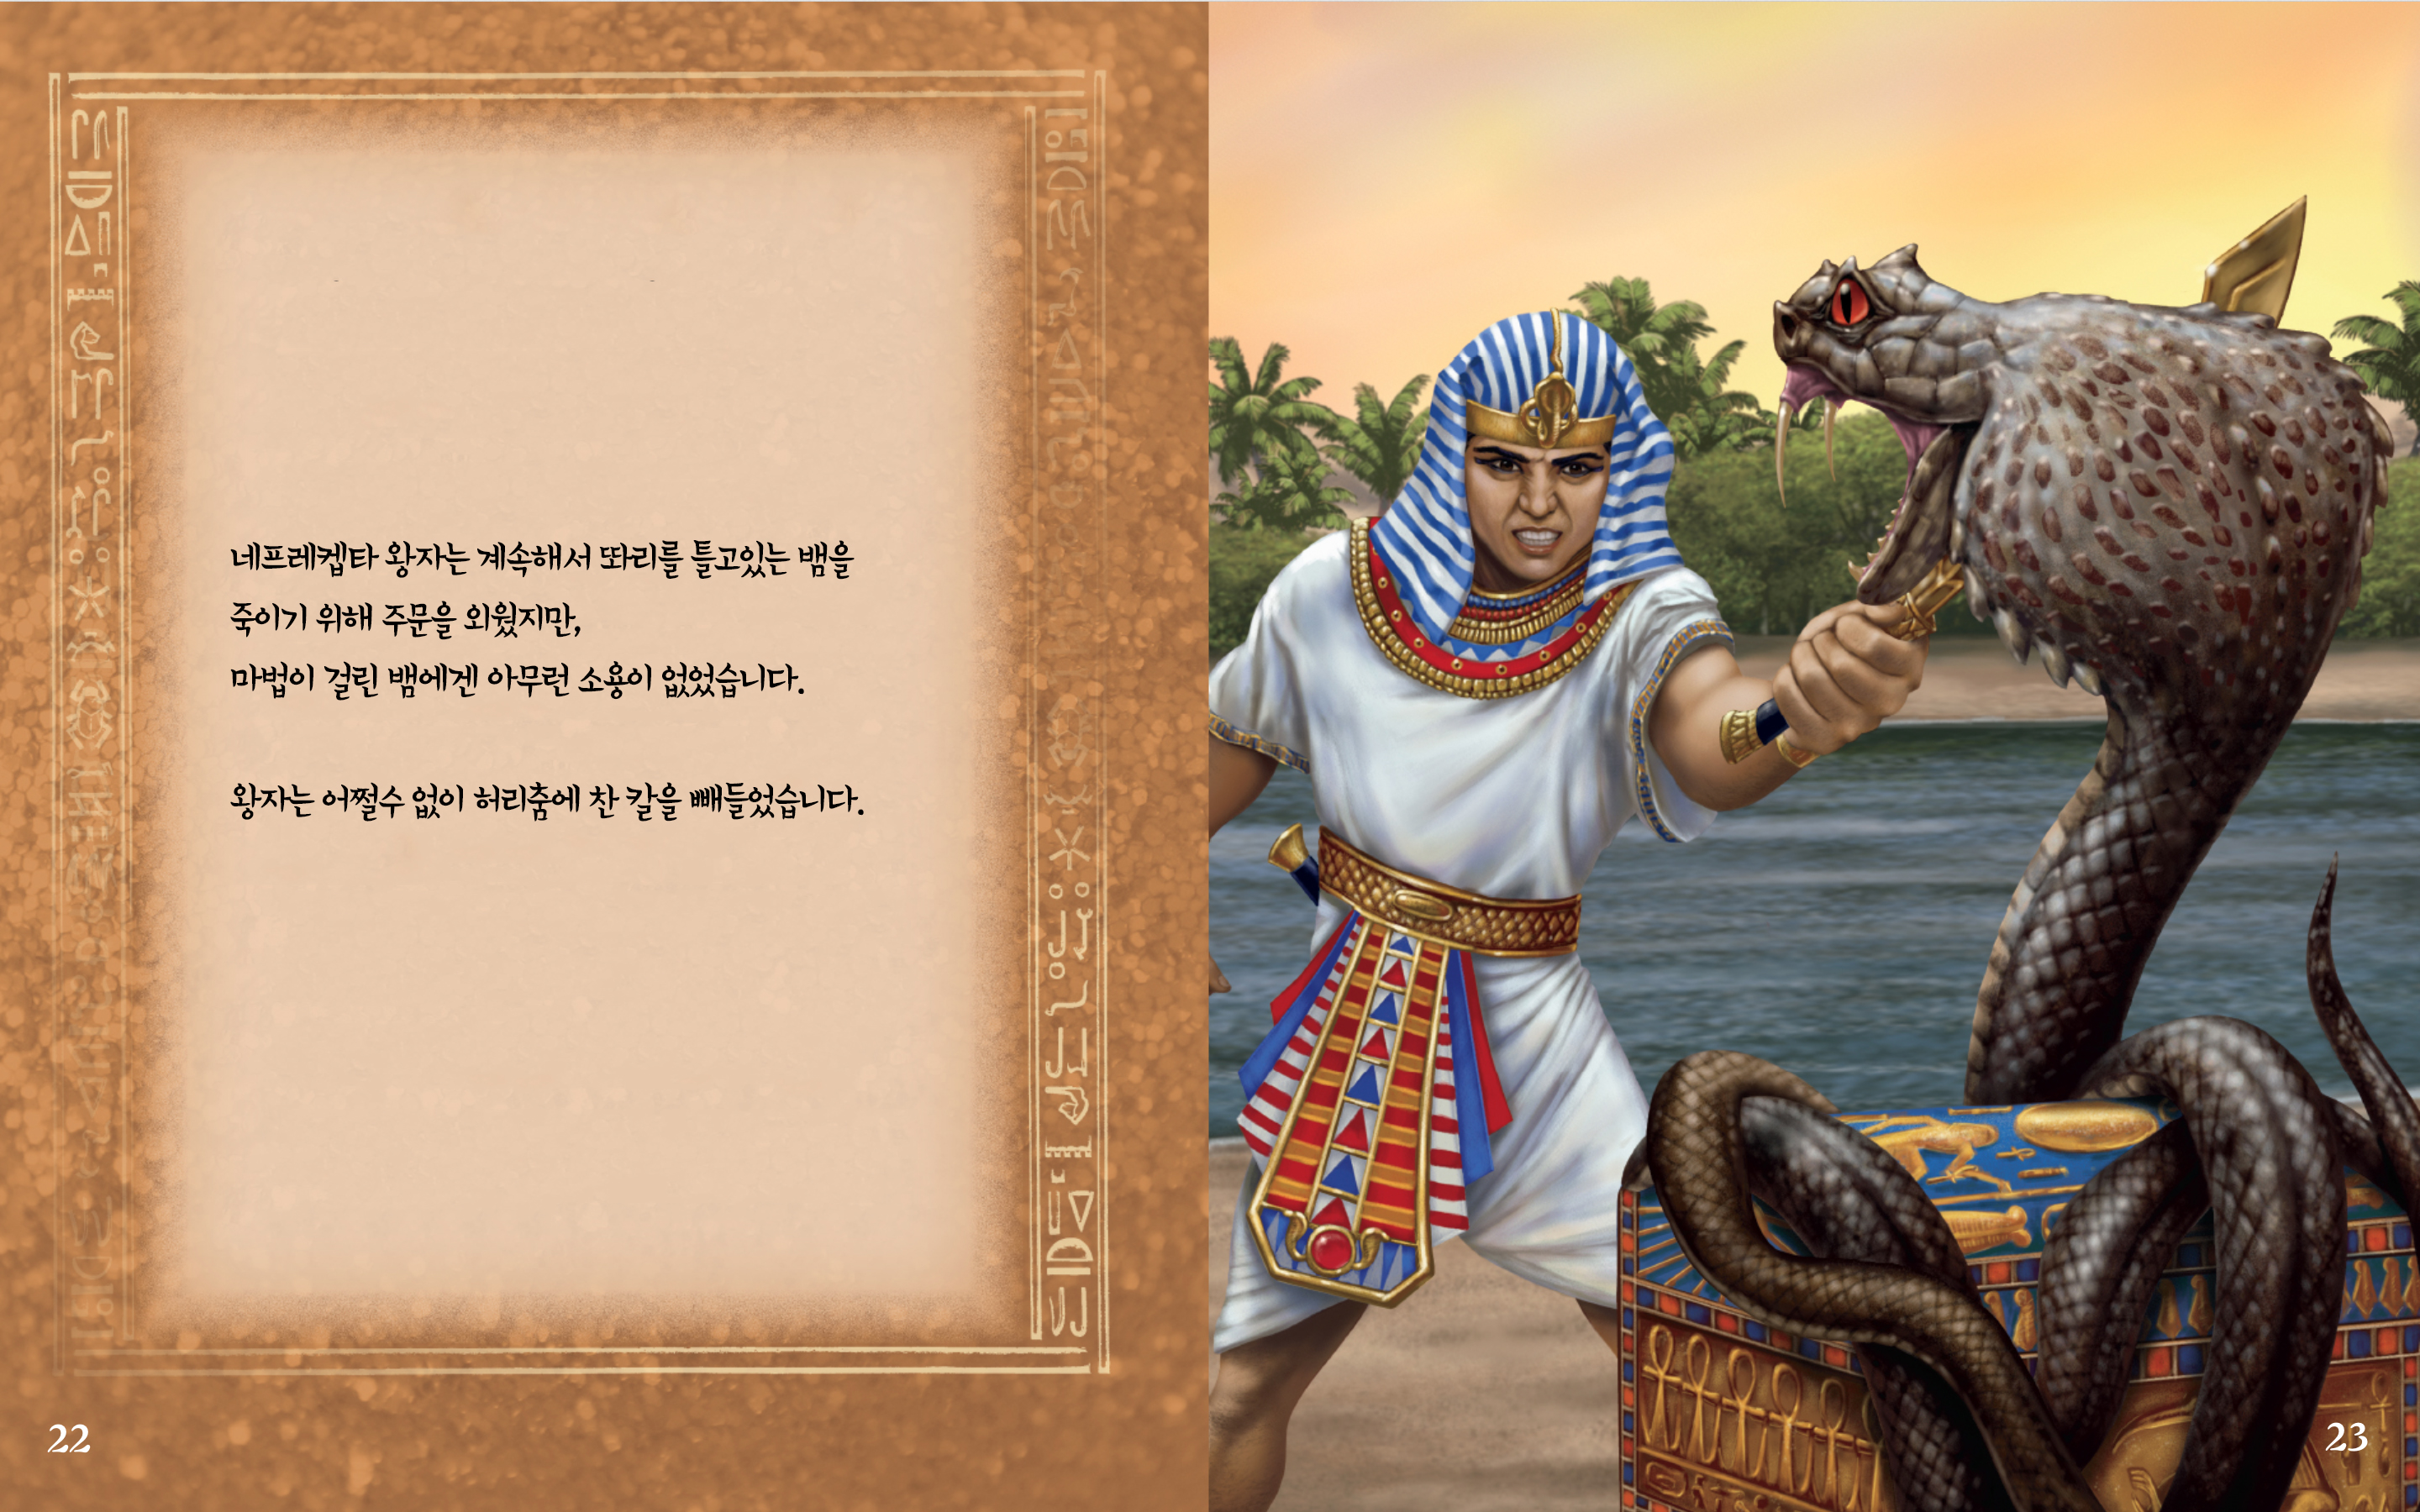 네프레켑타 왕자는 계속해서 똬리를 틀고있는 뱀을
죽이기 위해 주문을 외웠지만,
마법이 걸린 뱀에겐 아무런 소용이 없었습니다.
왕자는 어쩔수 없이 허리춤에 찬 칼을 빼들었습니다.
22
23